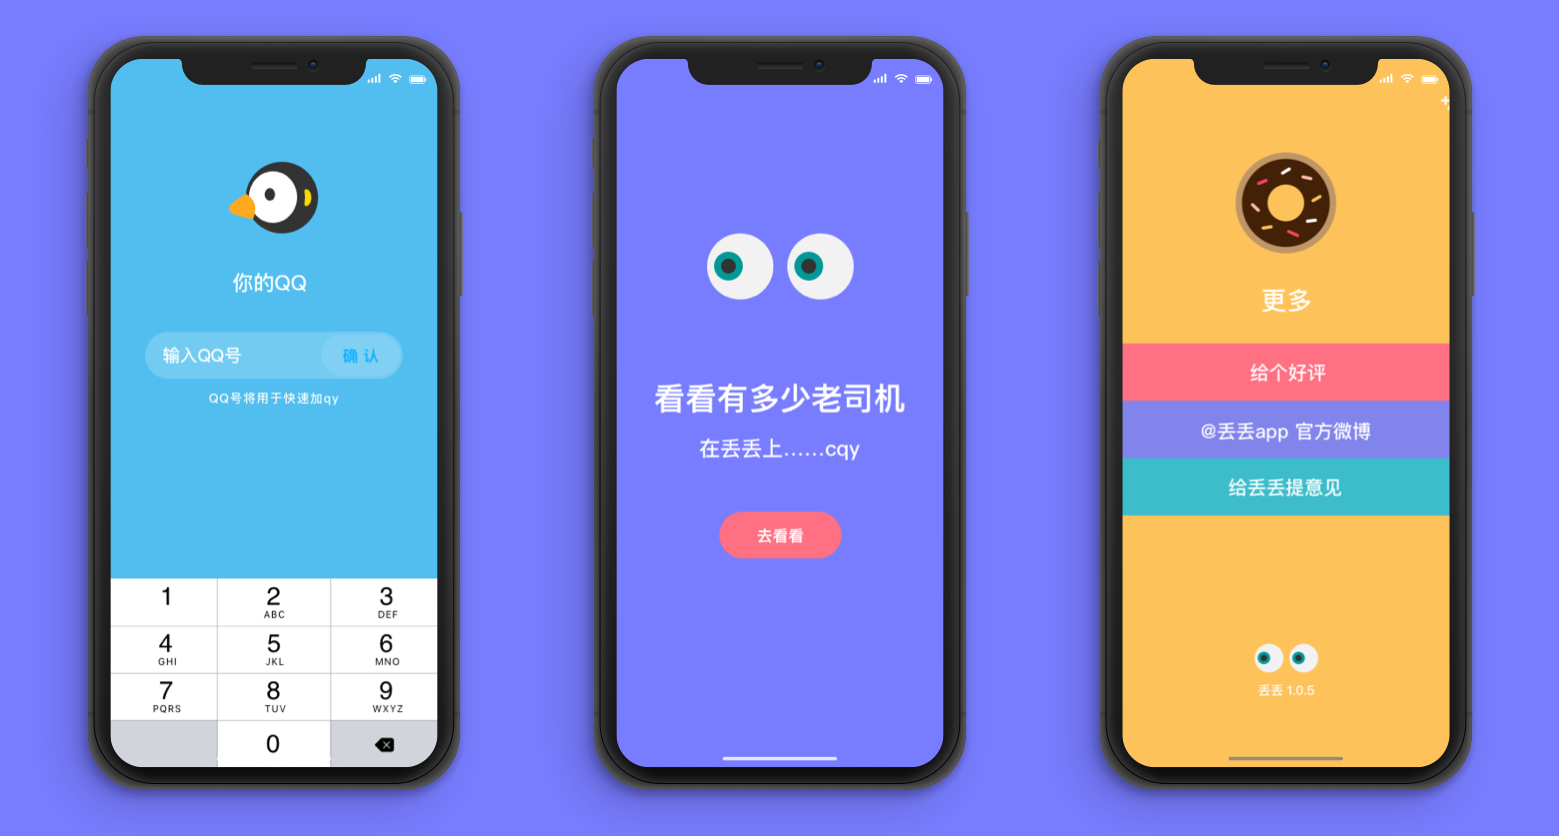 你的QQ
输入QQ号
确 认
QQ号将用于快速加qy
1
2
ABC
3
DEF
4
GHI
5
JKL
6
MNO
7
PQRS
8
TUV
9
WXYZ
0
看看有多少老司机
在丢丢上......cqy
去看看
更多
给个好评
@丢丢app 官方微博
给丢丢提意见
丢丢 1.0.5